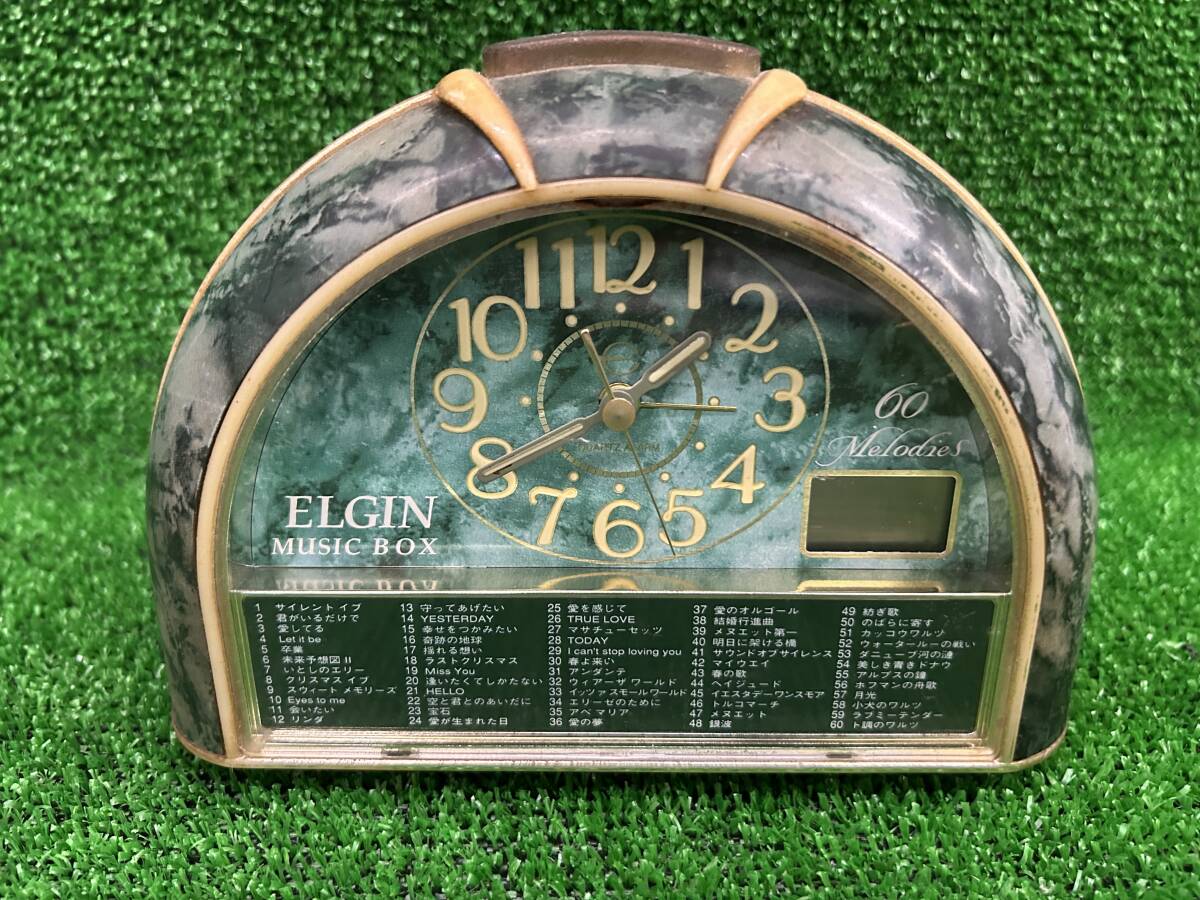 11 12 1
10 2
9 3
8 4
7 6 5
QUARTZ ALARM
60
Melodies
ELGIN
MUSIC BOX
1 サイレントイブ
2 君がいるだけで
3 愛してる
4 Let it be
5 卒業
6 未来予想図 II
7 いとしのエリー
8 クリスマス イブ
9 スウィート メモリーズ
10 Eyes to me
11 会いたい
12 リンダ
13 守ってあげたい
14 YESTERDAY
15 幸せをつかみたい
16 奇跡の地球
17 揺れる想い
18 ラストクリスマス
19 Miss You
20 逢いたくてしかたない
21 HELLO
22 空と君とのあいだに
23 宝石
24 愛が生まれた日
25 愛を感じて
26 TRUE LOVE
27 マサチューセッツ
28 TODAY
29 I can't stop loving you
30 春よ来い
31 アンダンテ
32 ウィアーザ ワールド
33 イッツァ スモールワールド
34 エリーゼのために
35 アベ マリア
36 愛の夢
37 愛のオルゴール
38 結婚行進曲
39 メヌエット第一
40 明日に架ける橋
41 サウンドオブサイレンス
42 マイウエイ
43 春の歌
44 ヘイジュード
45 イエスタデーワンスモア
46 トルコマーチ
47 メヌエット
48 銀波
49 紡ぎ歌
50 のばらに寄す
51 カッコウワルツ
52 ウォータールーの戦い
53 ダニューブ河の漣
54 美しき青きドナウ
55 アルプスの鐘
56 ホフマンの舟歌
57 月光
58 小犬のワルツ
59 ラブミーテンダー
60 ト調のワルツ